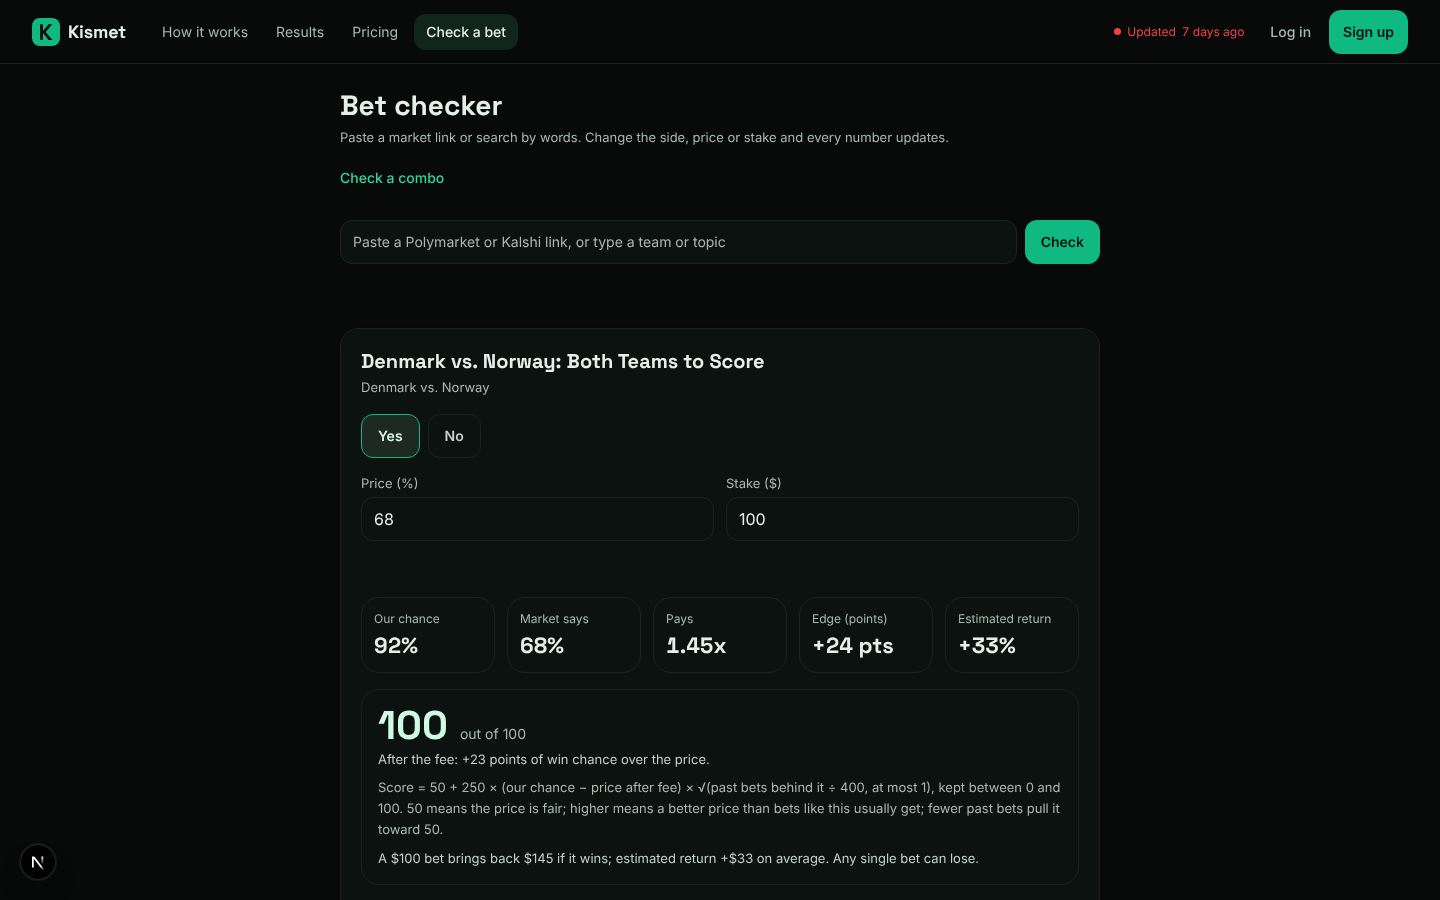 K Kismet How it works Results Pricing Check a bet Updated 7 days ago Log in Sign up
Bet checker
Paste a market link or search by words. Change the side, price or stake and every number updates.
Check a combo
Paste a Polymarket or Kalshi link, or type a team or topic Check
Denmark vs. Norway: Both Teams to Score
Denmark vs. Norway
Yes No
Price (%) Stake ($)
68 100
Our chance Market says Pays Edge (points) Estimated return
92% 68% 1.45x +24 pts +33%
100 out of 100
After the fee: +23 points of win chance over the price.
Score = 50 + 250 × (our chance − price after fee) × √(past bets behind it ÷ 400, at most 1), kept between 0 and
100. 50 means the price is fair; higher means a better price than bets like this usually get; fewer past bets pull it
toward 50.
A $100 bet brings back $145 if it wins; estimated return +$33 on average. Any single bet can lose.
N